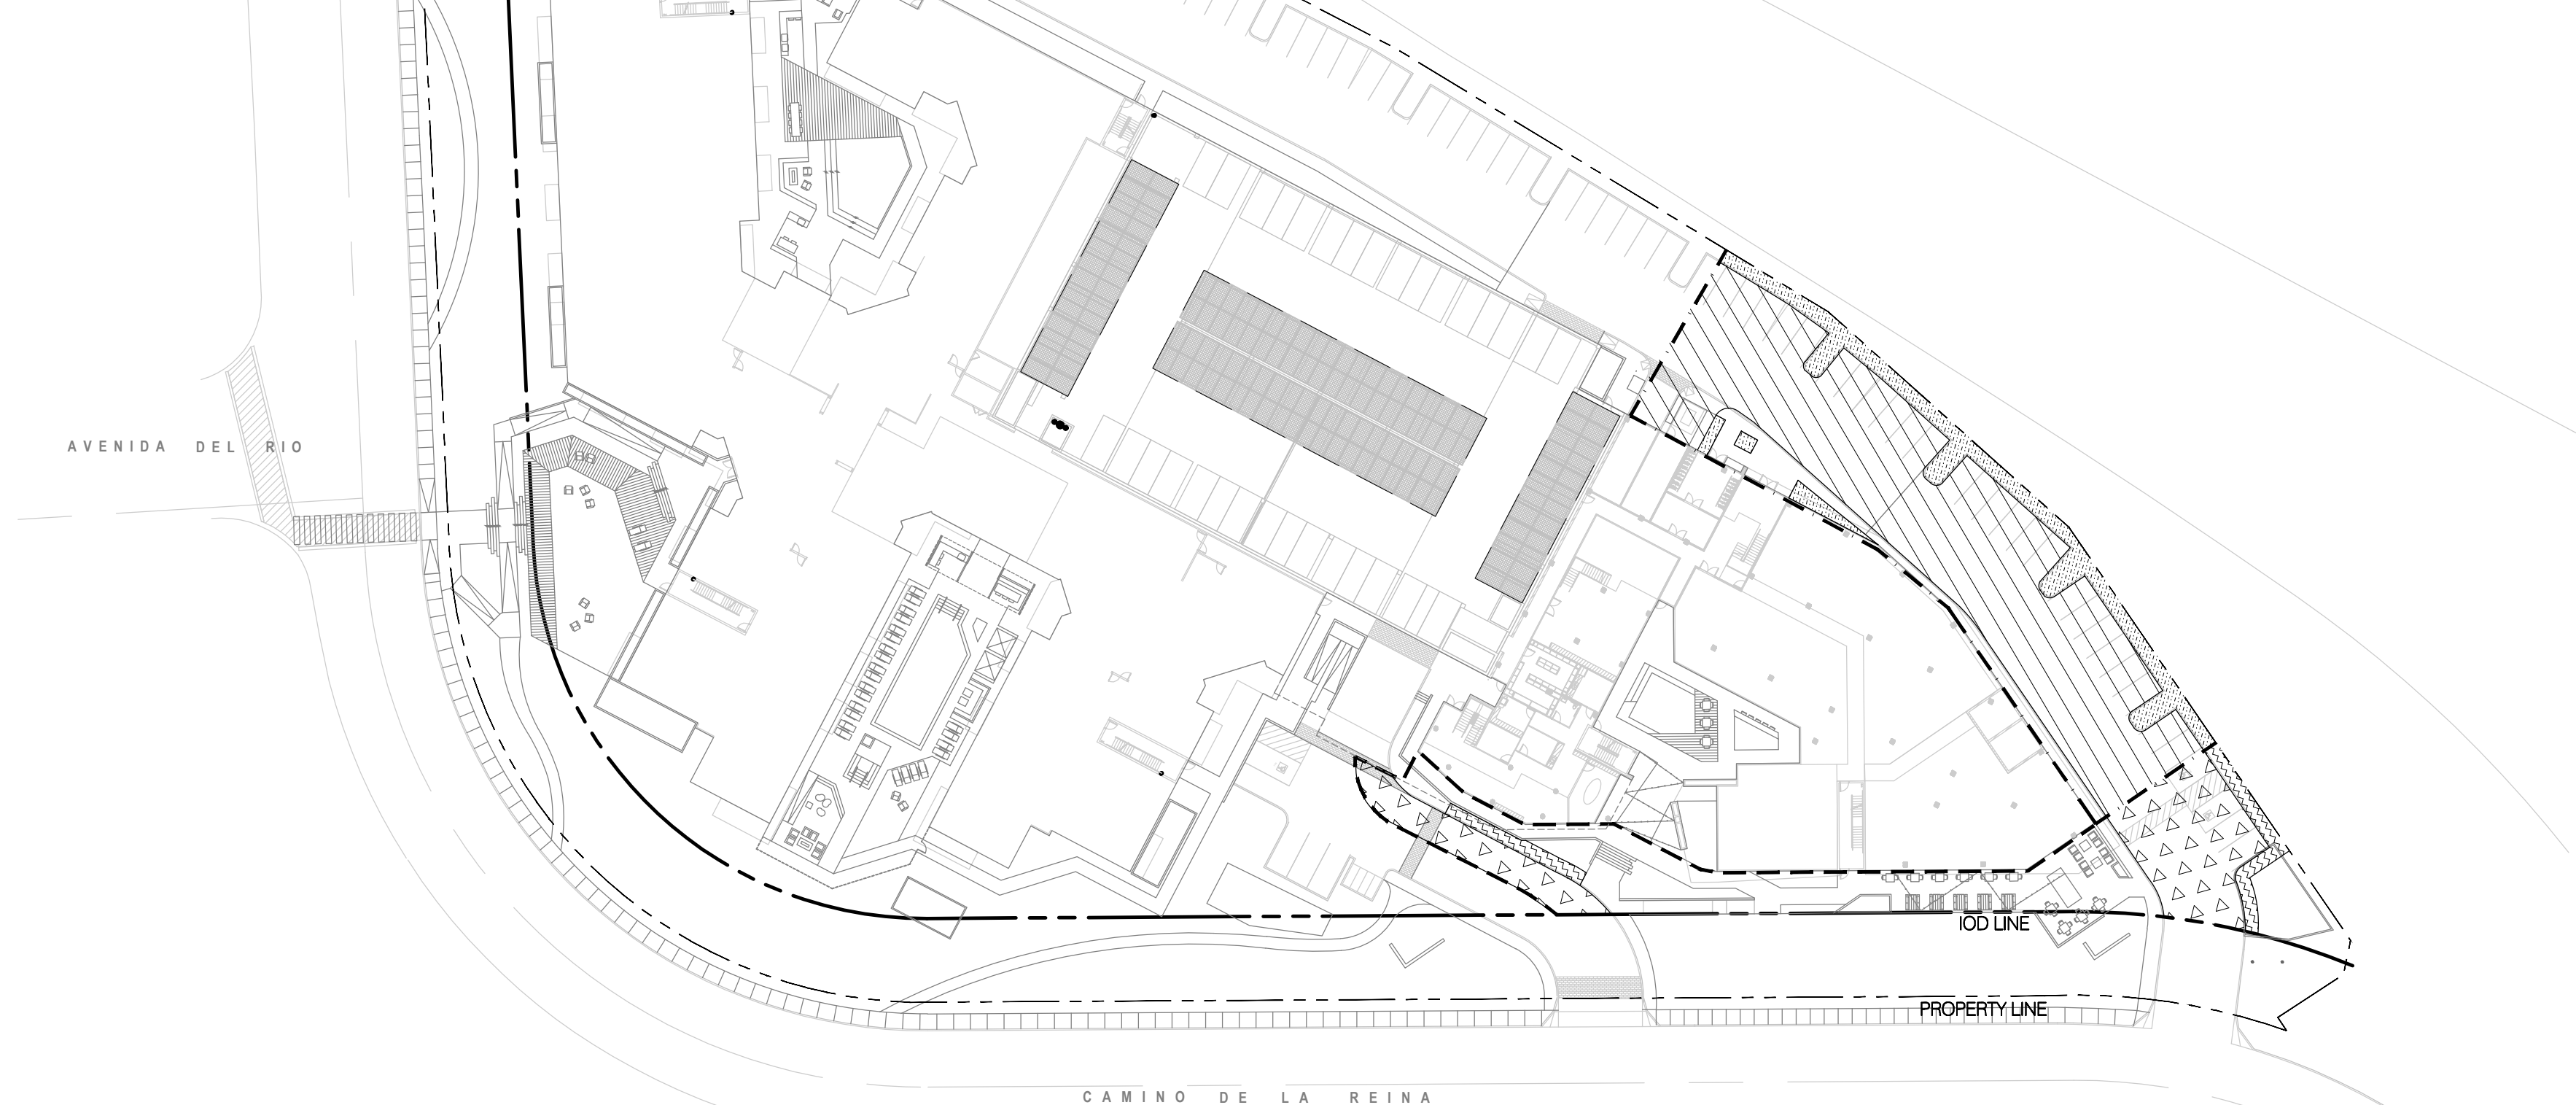 AVENIDA DEL RIO
IOD LINE
PROPERTY LINE
CAMINO DE LA REINA